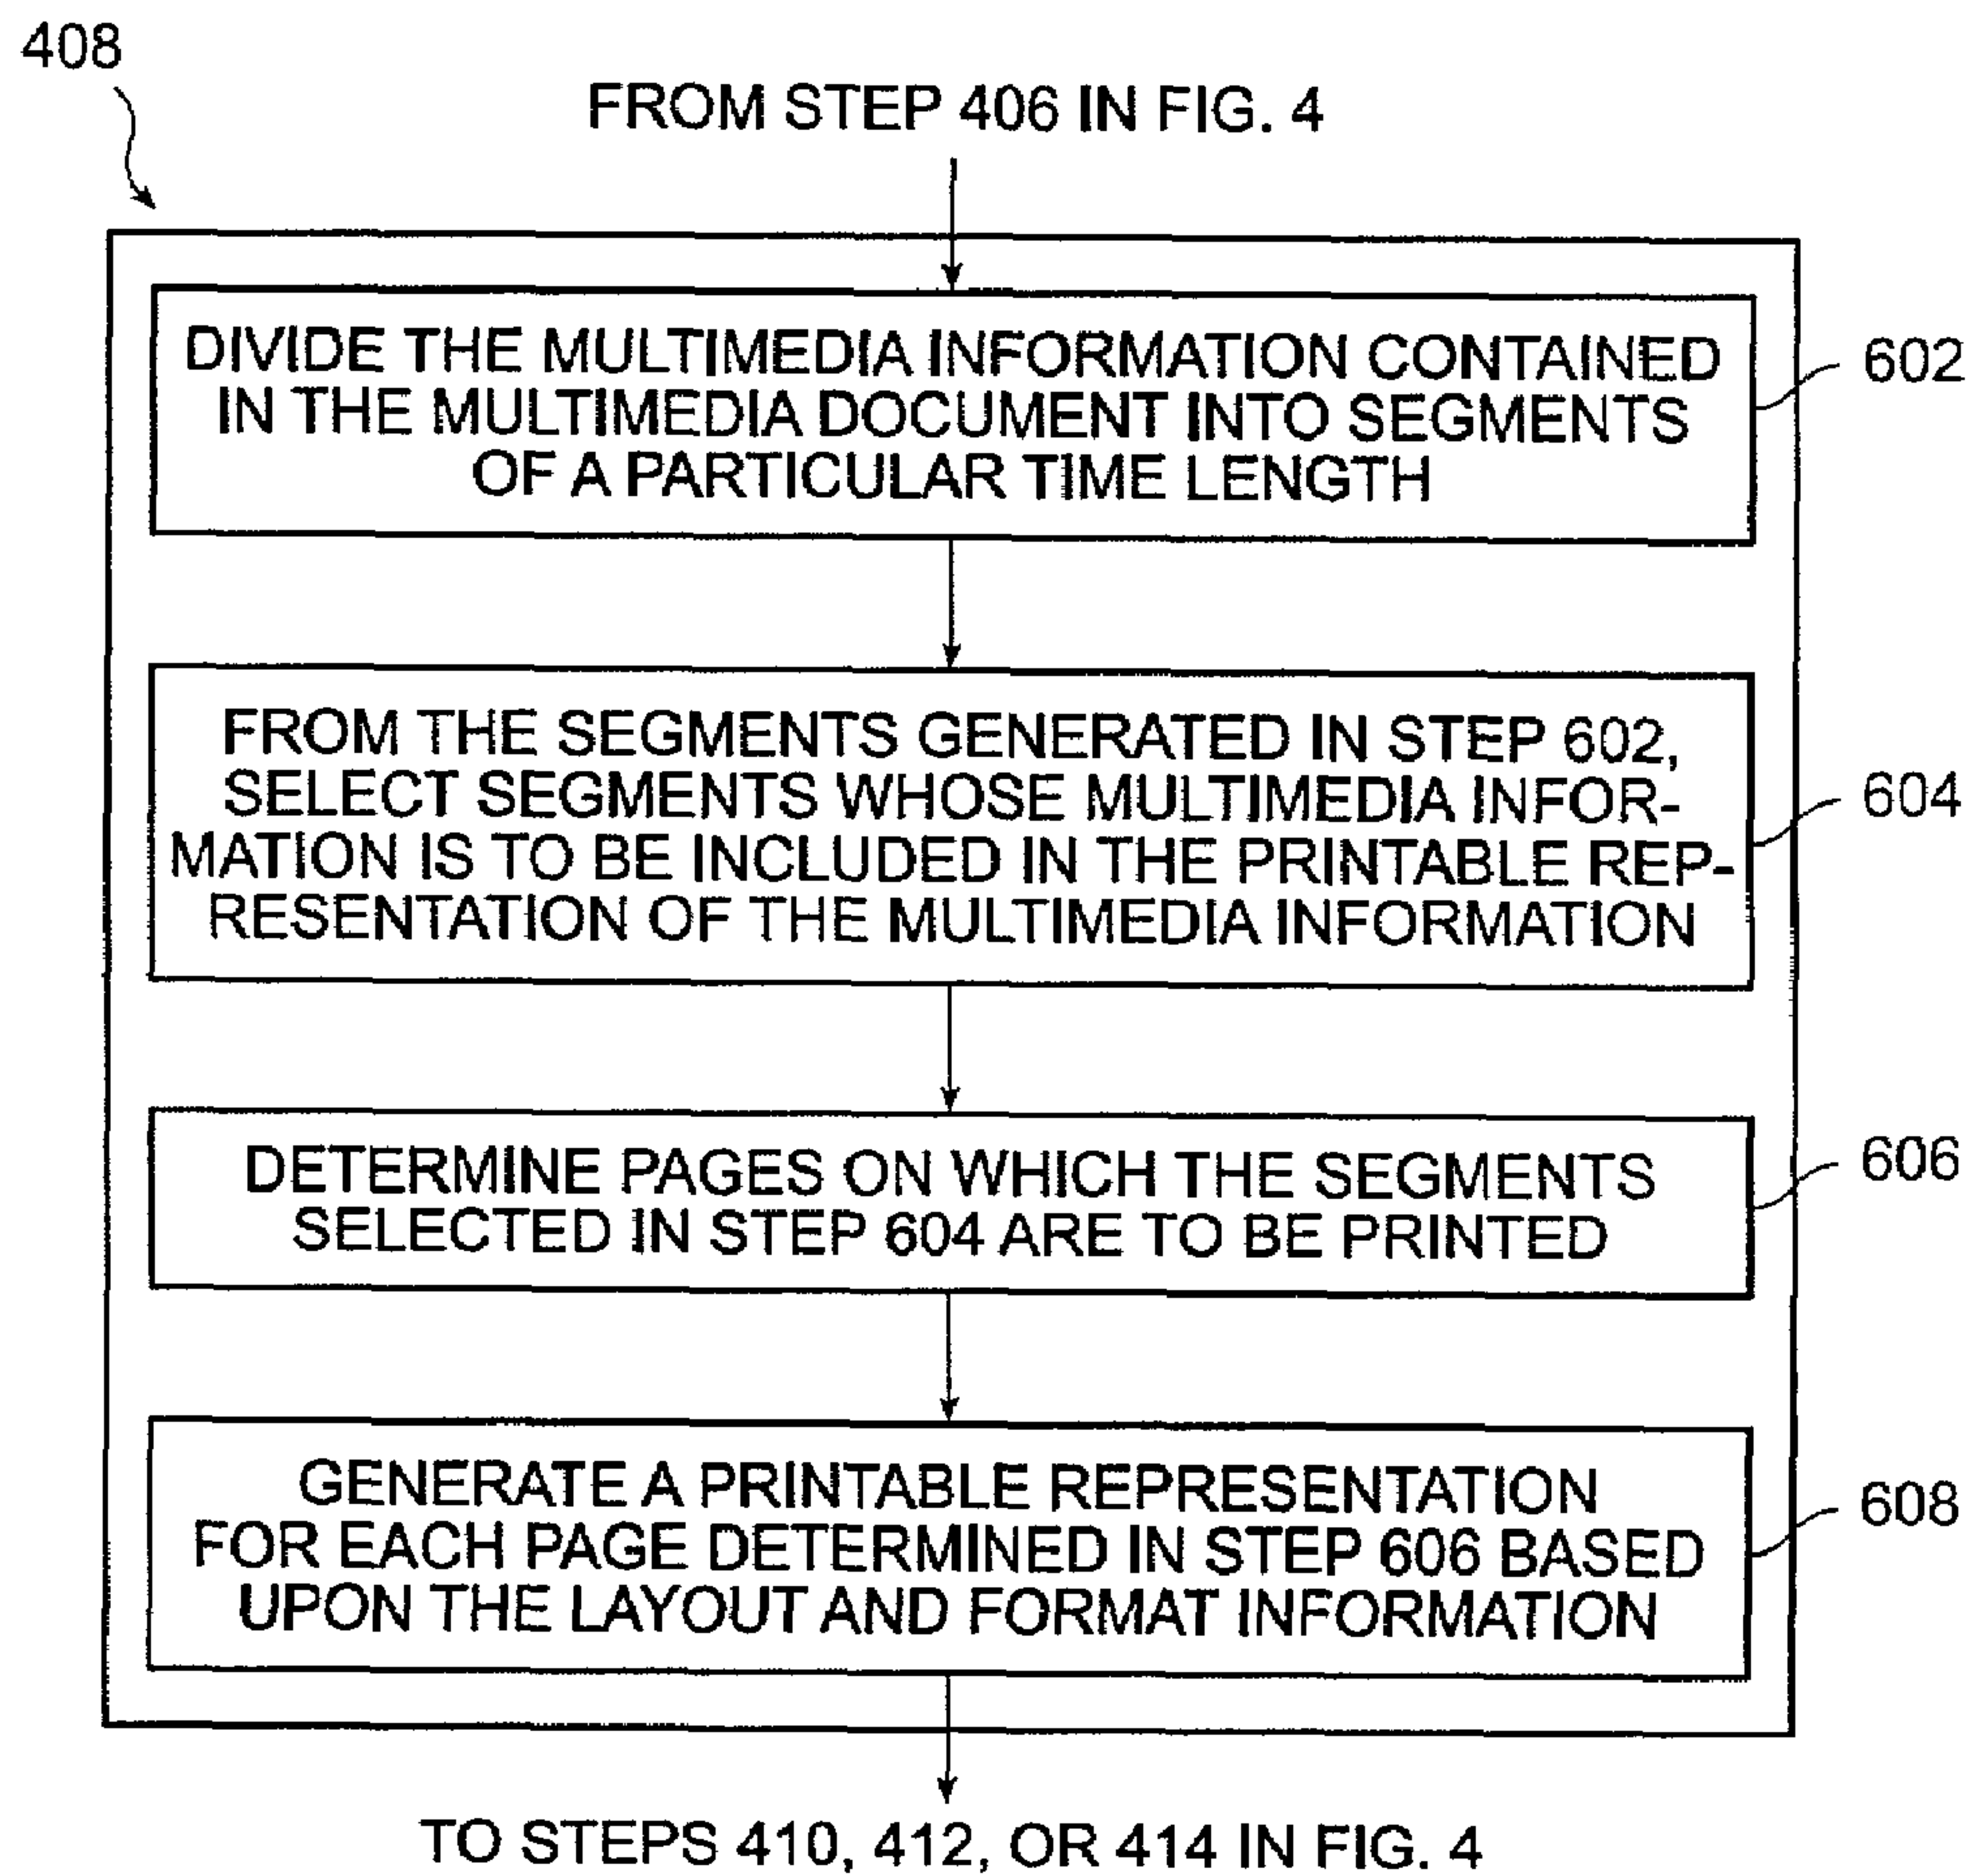 408
FROM STEP 406 IN FIG. 4
DIVIDE THE MULTIMEDIA INFORMATION CONTAINED
IN THE MULTIMEDIA DOCUMENT INTO SEGMENTS
OF A PARTICULAR TIME LENGTH
602
FROM THE SEGMENTS GENERATED IN STEP 602,
SELECT SEGMENTS WHOSE MULTIMEDIA INFOR-
MATION IS TO BE INCLUDED IN THE PRINTABLE REP-
RESENTATION OF THE MULTIMEDIA INFORMATION
604
DETERMINE PAGES ON WHICH THE SEGMENTS
SELECTED IN STEP 604 ARE TO BE PRINTED
606
GENERATE A PRINTABLE REPRESENTATION
FOR EACH PAGE DETERMINED IN STEP 606 BASED
UPON THE LAYOUT AND FORMAT INFORMATION
608
TO STEPS 410, 412, OR 414 IN FIG. 4